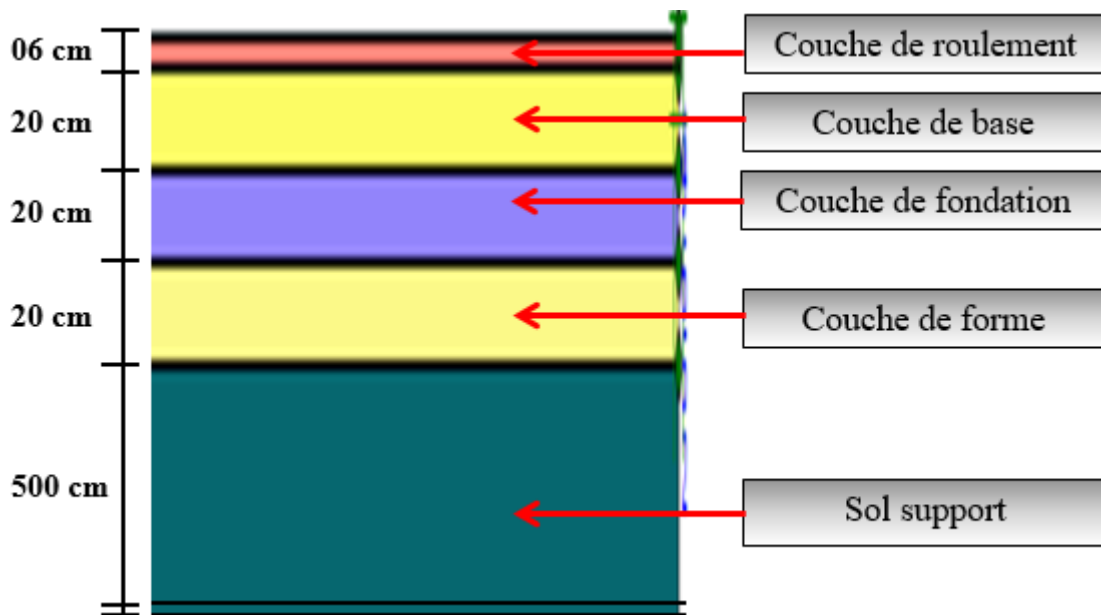 06 cm
Couche de roulement
20 cm
Couche de base
20 cm
Couche de fondation
20 cm
Couche de forme
500 cm
Sol support